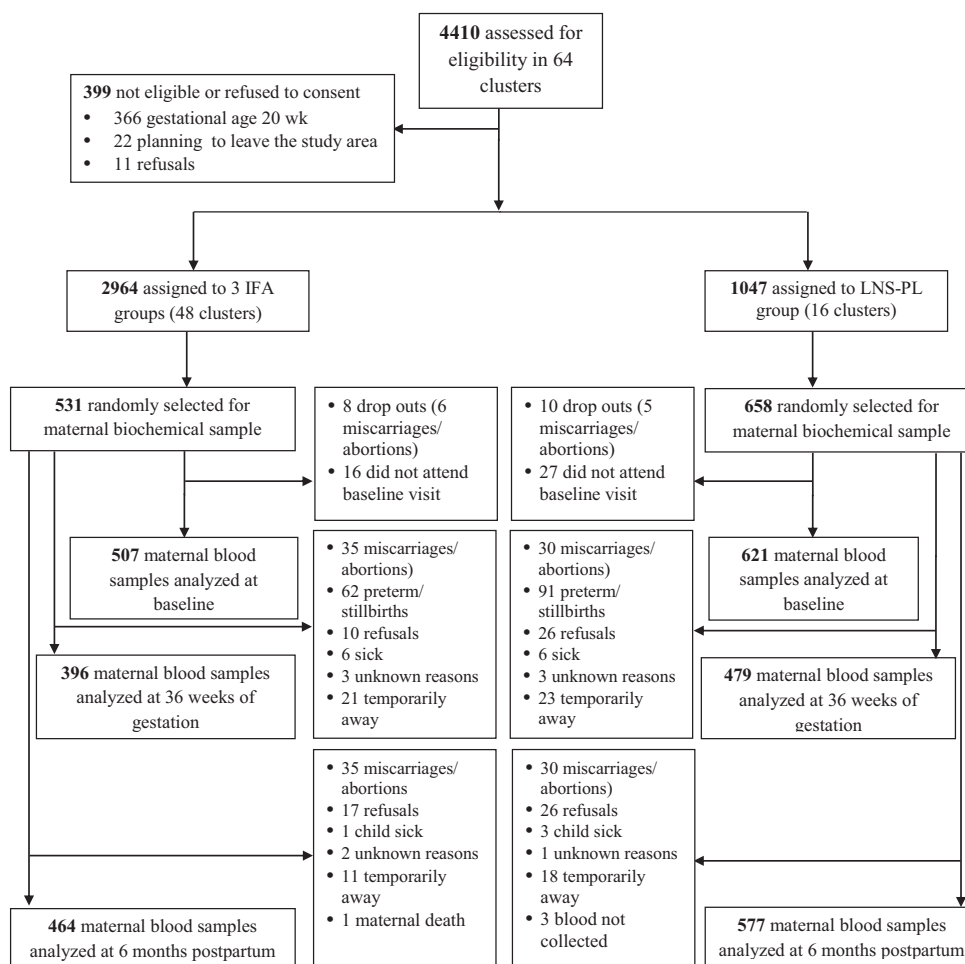 4410 assessed for
eligibility in 64
clusters
399 not eligible or refused to consent
• 366 gestational age 20 wk
• 22 planning to leave the study area
• 11 refusals
2964 assigned to 3 IFA
groups (48 clusters)
1047 assigned to LNS-PL
group (16 clusters)
531 randomly selected for
maternal biochemical sample
• 8 drop outs (6
miscarriages/
abortions)
• 16 did not attend
baseline visit
• 10 drop outs (5
miscarriages/
abortions)
• 27 did not attend
baseline visit
658 randomly selected for
maternal biochemical sample
507 maternal blood
samples analyzed at
baseline
• 35 miscarriages/
abortions)
• 62 preterm/
stillbirths
• 10 refusals
• 6 sick
• 3 unknown reasons
• 21 temporarily
away
• 30 miscarriages/
abortions)
• 91 preterm/
stillbirths
• 26 refusals
• 6 sick
• 3 unknown reasons
• 23 temporarily
away
621 maternal blood
samples analyzed at
baseline
396 maternal blood samples
analyzed at 36 weeks of
gestation
479 maternal blood samples
analyzed at 36 weeks of
gestation
• 35 miscarriages/
abortions
• 17 refusals
• 1 child sick
• 2 unknown reasons
• 11 temporarily
away
• 1 maternal death
• 30 miscarriages/
abortions)
• 26 refusals
• 3 child sick
• 1 unknown reasons
• 18 temporarily
away
• 3 blood not
collected
464 maternal blood samples
analyzed at 6 months postpartum
577 maternal blood samples
analyzed at 6 months postpartum